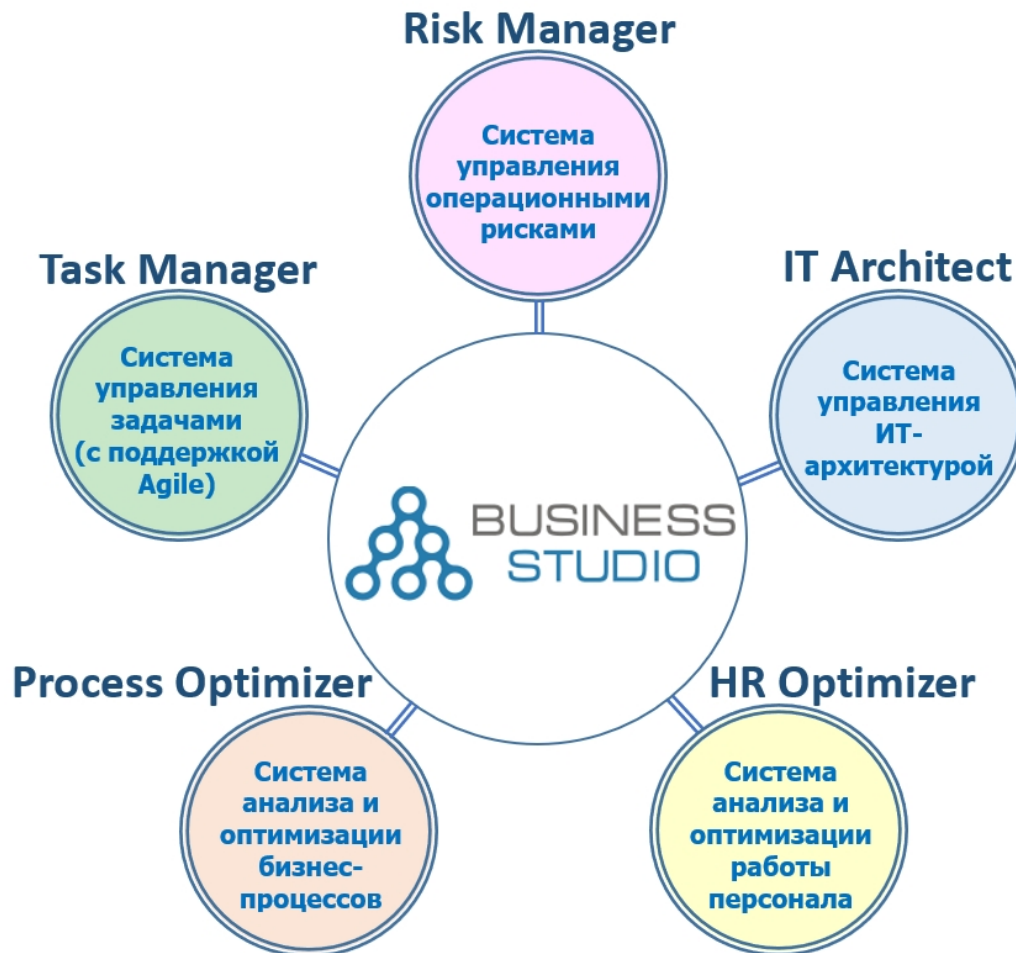 Risk Manager
Система
управления
операционными
рисками
Task Manager
Система
управления
задачами
(с поддержкой
Agile)
IT Architect
Система
управления
ИТ-
архитектурой
BUSINESS
STUDIO
Process Optimizer
Система
анализа и
оптимизации
бизнес-
процессов
HR Optimizer
Система
анализа и
оптимизации
работы
персонала